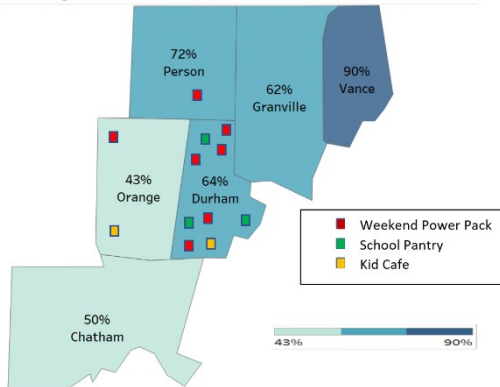 72%
Person
62%
Granville
90%
Vance
43%
Orange
64%
Durham
50%
Chatham
Weekend Power Pack
School Pantry
Kid Cafe
43%
90%